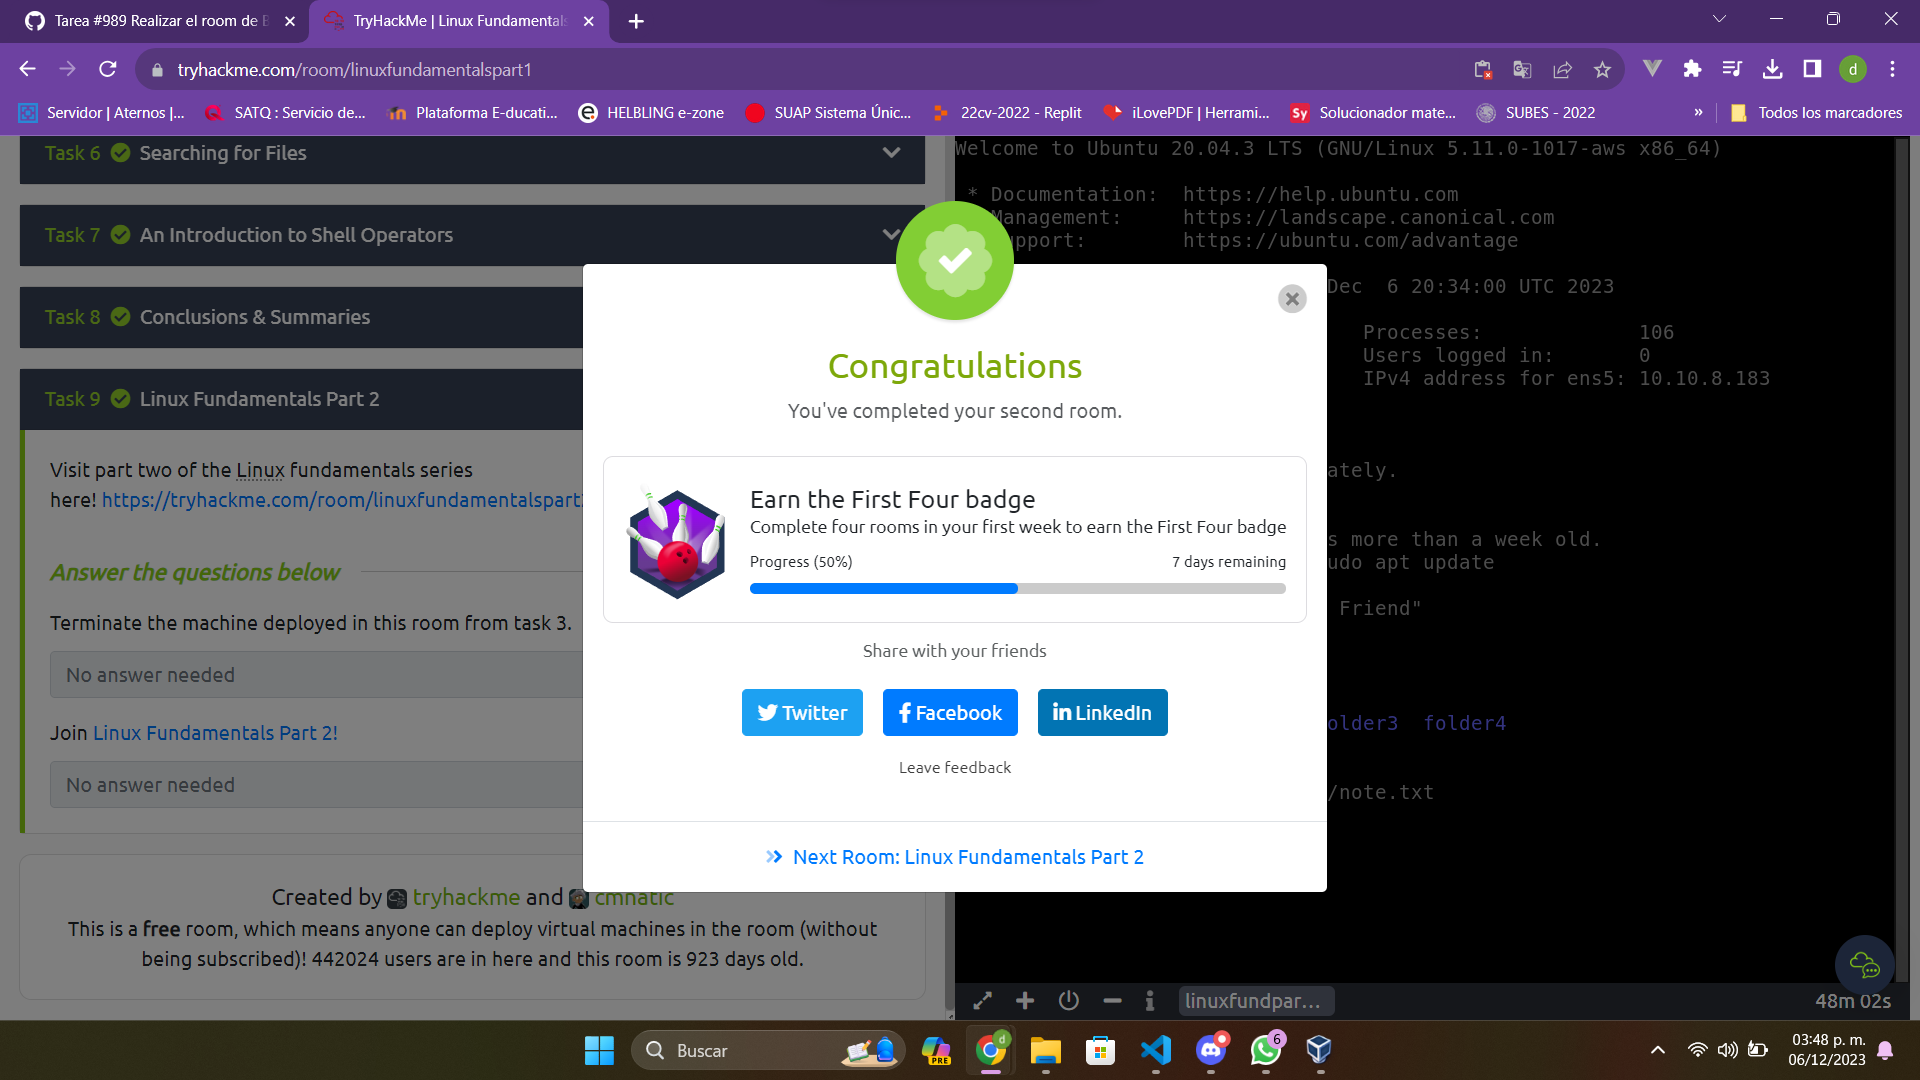 Tarea #989 Realizar el room de B
TryHackMe | Linux Fundamentals
tryhackme.com/room/linuxfundamentalspart1
d
Servidor | Aternos |...
SATQ : Servicio de...
Plataforma E-ducati...
HELBLING e-zone
SUAP Sistema Únic...
22cv-2022 - Replit
iLovePDF | Herrami...
Sy Solucionador mate...
SUBES - 2022
»
Todos los marcadores
Task 6 Searching for Files
Task 7 An Introduction to Shell Operators
Task 8 Conclusions & Summaries
Task 9 Linux Fundamentals Part 2
Visit part two of the Linux fundamentals series
here! https://tryhackme.com/room/linuxfundamentalspart
Answer the questions below
Terminate the machine deployed in this room from task 3.
No answer needed
Join Linux Fundamentals Part 2!
No answer needed
Created by tryhackme and cmnatic
This is a free room, which means anyone can deploy virtual machines in the room (without
being subscribed)! 442024 users are in here and this room is 923 days old.
Welcome to Ubuntu 20.04.3 LTS (GNU/Linux 5.11.0-1017-aws x86_64)
* Documentation: https://help.ubuntu.com
Management: https://landscape.canonical.com
upport: https://ubuntu.com/advantage
Dec 6 20:34:00 UTC 2023
Processes: 106
Users logged in: 0
IPv4 address for ens5: 10.10.8.183
ately.
s more than a week old.
udo apt update
Friend"
older3 folder4
/note.txt
Congratulations
You've completed your second room.
Earn the First Four badge
Complete four rooms in your first week to earn the First Four badge
Progress (50%)
7 days remaining
Share with your friends
Twitter
Facebook
LinkedIn
Leave feedback
Next Room: Linux Fundamentals Part 2
linuxfundpar...
48m 02s
Buscar
PRE
d
6
03:48 p. m.
06/12/2023